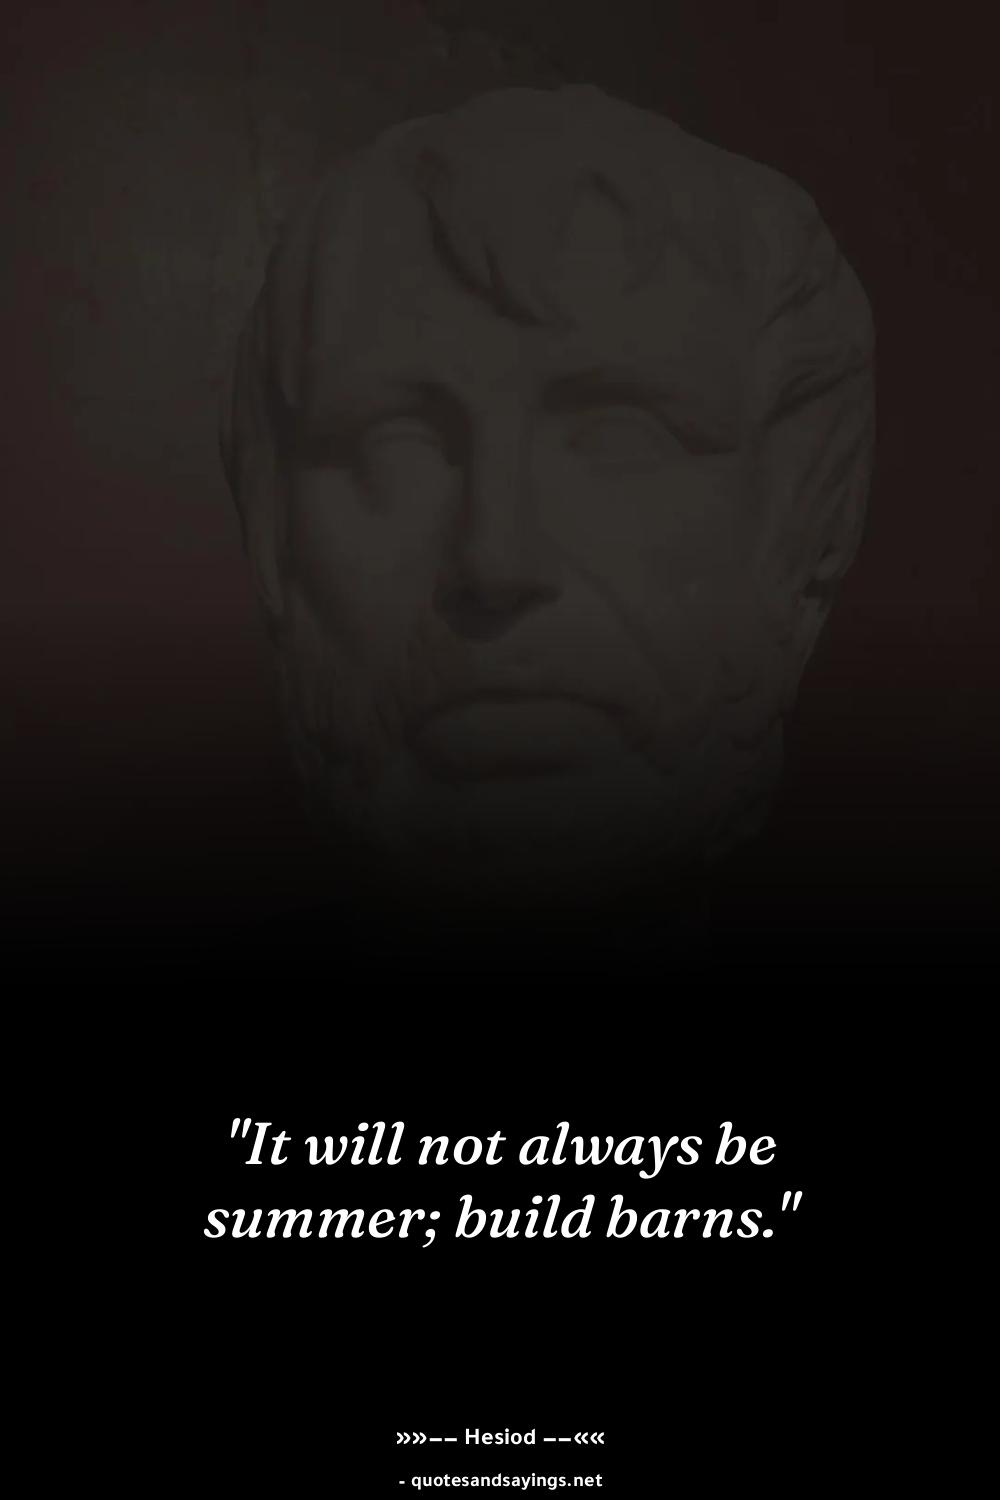 "It will not always be
summer; build barns."
»»–– Hesiod ––««
- quotesandsayings.net